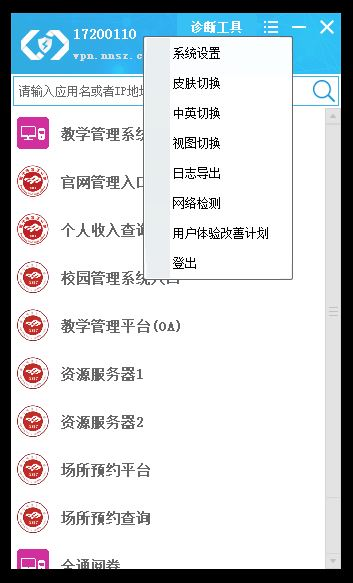 17200110
诊断工具
vpn.nnsz.c
系统设置
皮肤切换
中英切换
视图切换
日志导出
网络检测
用户体验改善计划
登出
请输入应用名或者IP地
教学管理系
官网管理入口
个人收入查询
校园管理系统入口
教学管理平台(OA)
资源服务器1
资源服务器2
场所预约平台
场所预约查询
全通阅卷